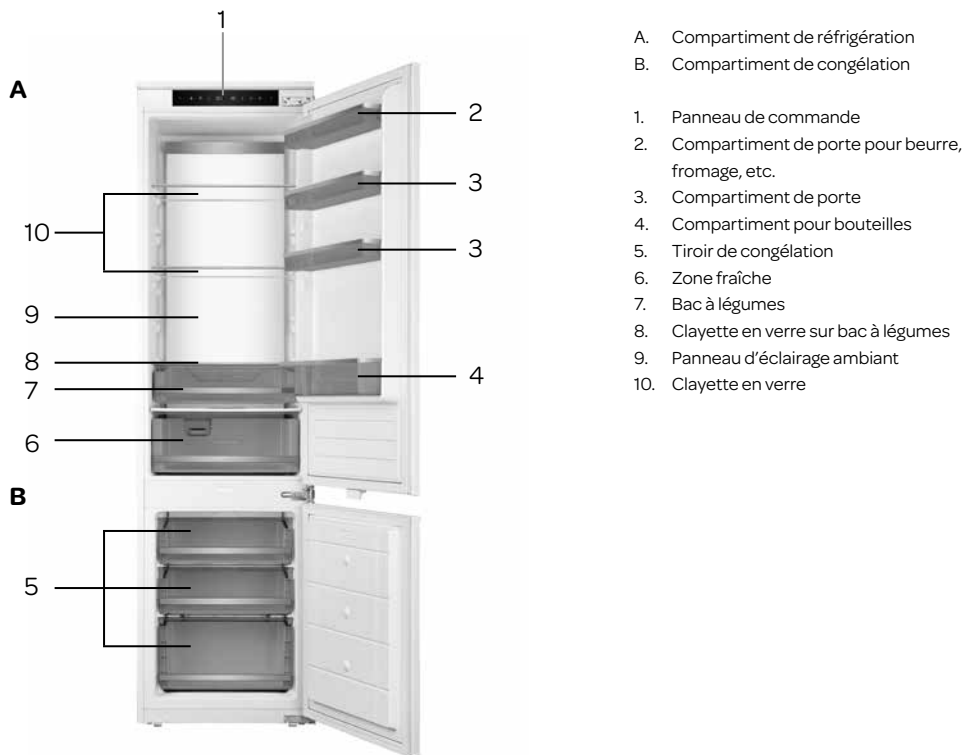 1
A
2
3
10
3
9
8
4
7
6
B
5
A. Compartiment de réfrigération
B. Compartiment de congélation
1. Panneau de commande
2. Compartiment de porte pour beurre,
fromage, etc.
3. Compartiment de porte
4. Compartiment pour bouteilles
5. Tiroir de congélation
6. Zone fraîche
7. Bac à légumes
8. Clayette en verre sur bac à légumes
9. Panneau d'éclairage ambiant
10. Clayette en verre